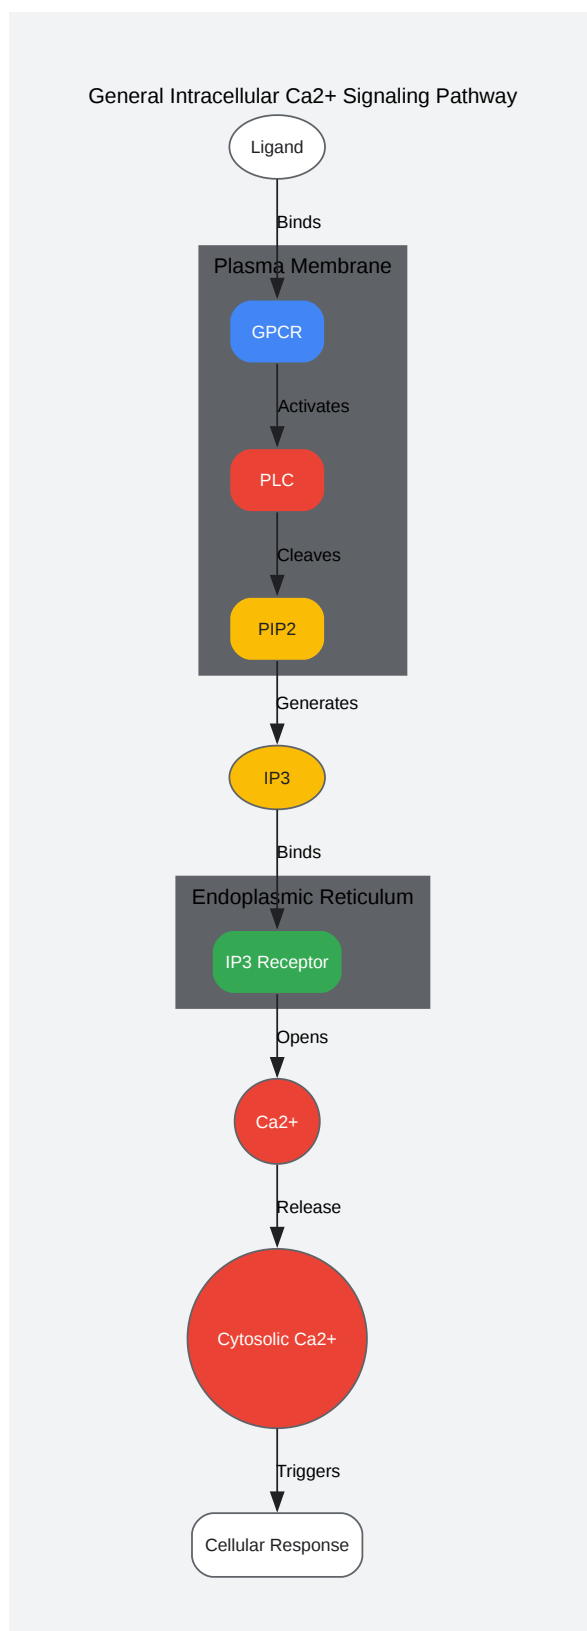 General Intracellular Ca2+ Signaling Pathway
Ligand
Binds
Plasma Membrane
GPCR
Activates
PLC
Cleaves
PIP2
Generates
IP3
Binds
Endoplasmic Reticulum
IP3 Receptor
Opens
Ca2+
Release
Cytosolic Ca2+
Triggers
Cellular Response